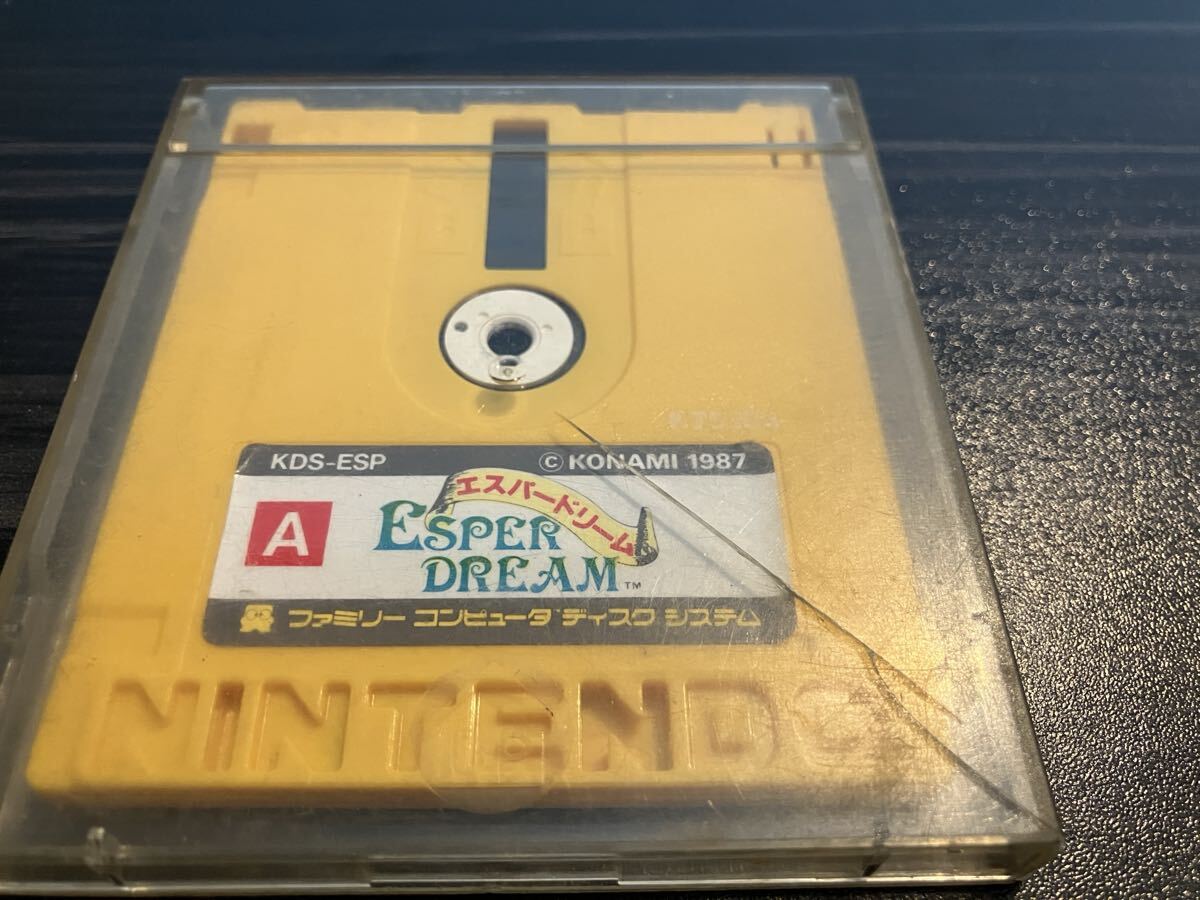 KDS-ESP
© KONAMI 1987
A
エスパードリーム
ESPER
DREAM™
ファミリー コンピュータ ディスク システム
NINTENDO